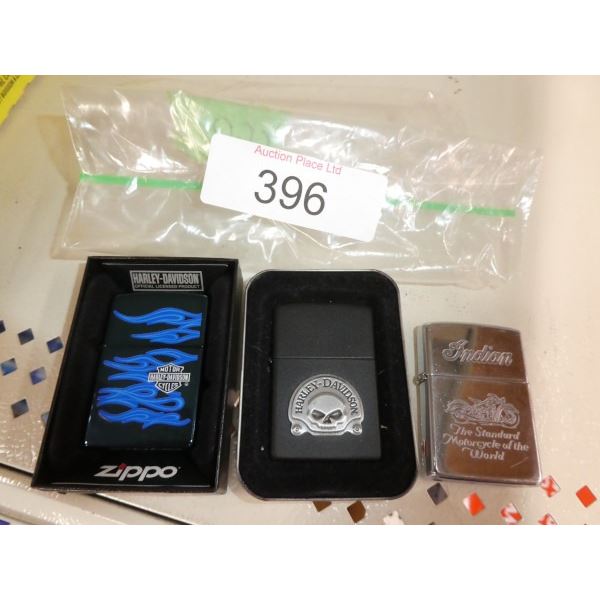 Auction Place Ltd
396
HARLEY-DAVIDSON
OFFICIAL LICENSED PRODUCT
MOTOR
HARLEY-DAVIDSON
CYCLES
zippo
HARLEY-DAVIDSON
Indian
The Standard
Motorcycle of the
World